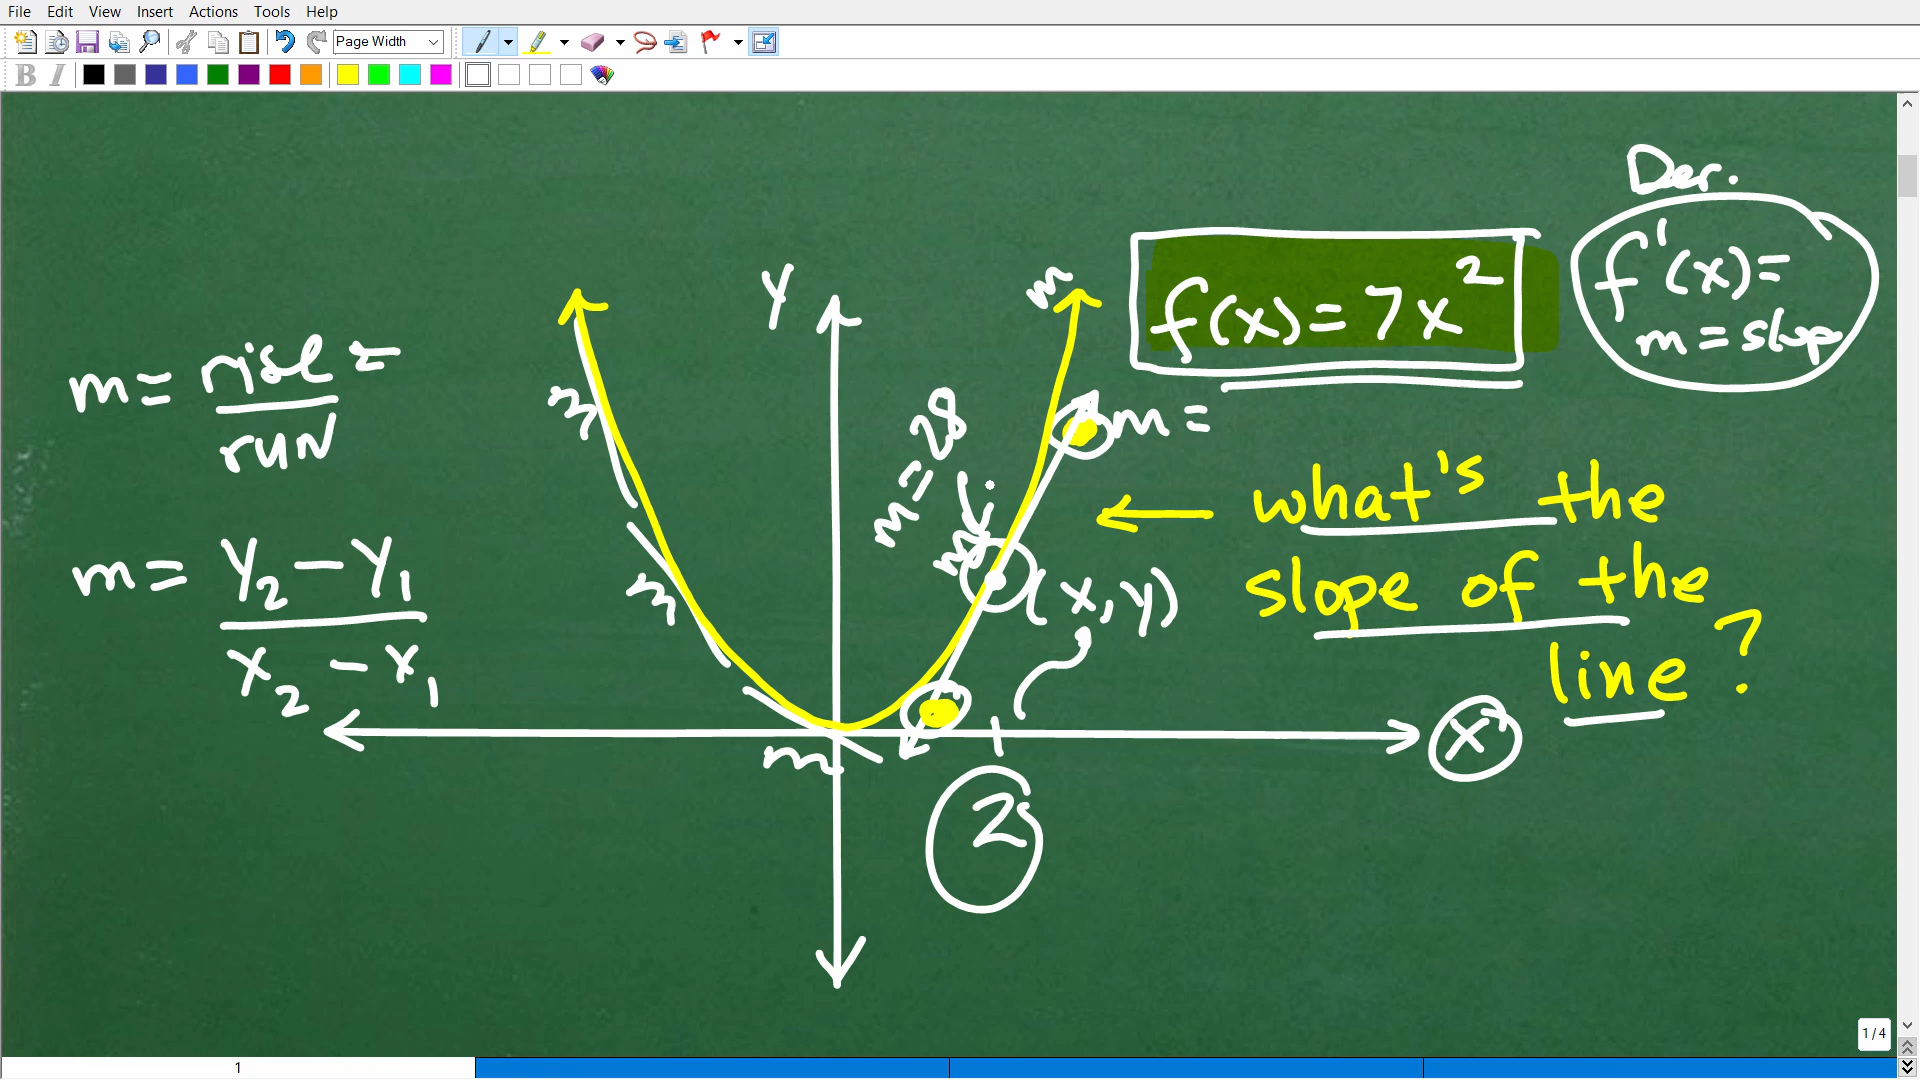 File Edit View Insert Actions Tools Help
Page Width
B I
Der.
f'(x)=
m = slop
f(x)=7x²
Y
m
m = rise =
run
m
m = 28
m =
what's the
slope of the
line?
m = Y₂ - Y₁
x₂ - x₁
m
m
(x, y)
m
x
2
1/4
1